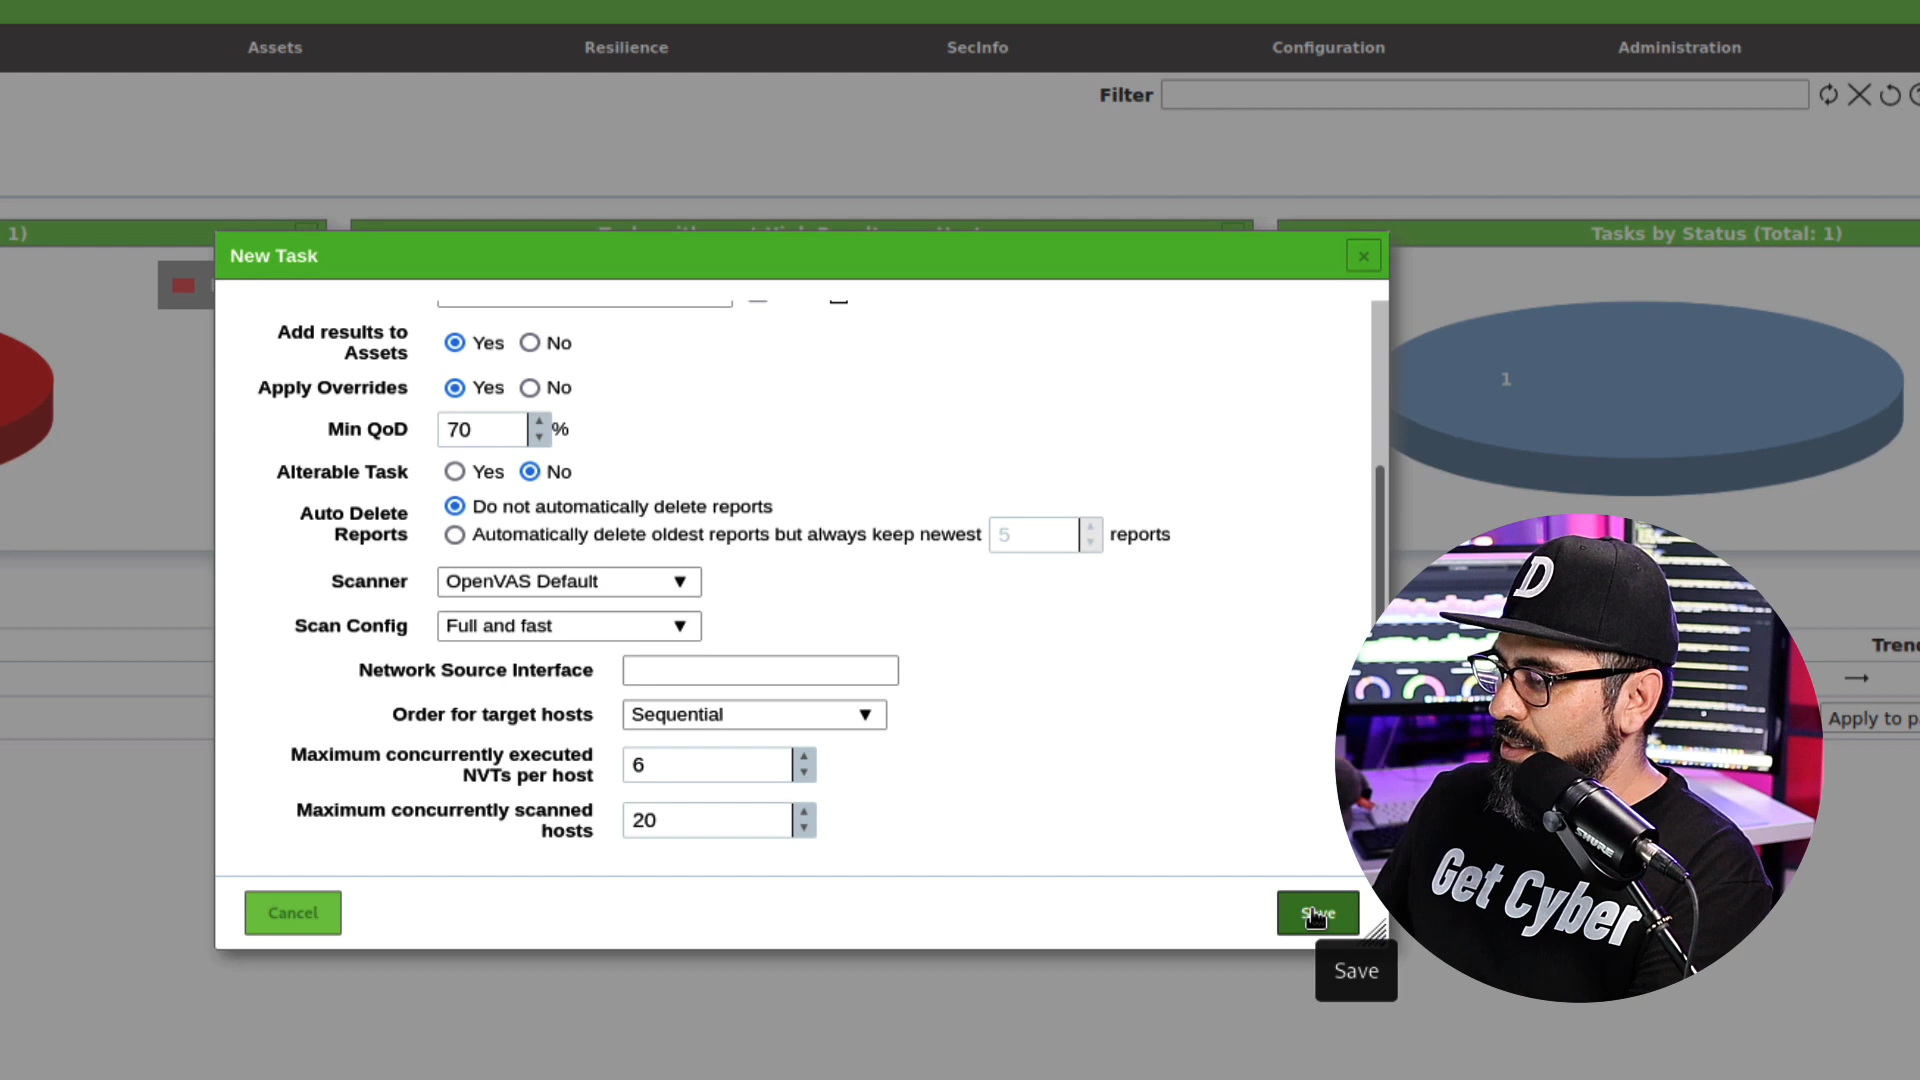 Assets
Resilience
SecInfo
Configuration
Administration
Filter
1)
Tasks by Status (Total: 1)
New Task
×
Add results to
Assets
Yes
No
Apply Overrides
Yes
No
Min QoD
70
%
Alterable Task
Yes
No
Auto Delete
Reports
Do not automatically delete reports
Automatically delete oldest reports but always keep newest
5
reports
Scanner
OpenVAS Default
Scan Config
Full and fast
Network Source Interface
Order for target hosts
Sequential
Maximum concurrently executed
NVTs per host
6
Maximum concurrently scanned
hosts
20
Cancel
Save
Save
1
Trend
Apply to p
D
SHURE
Get Cyber